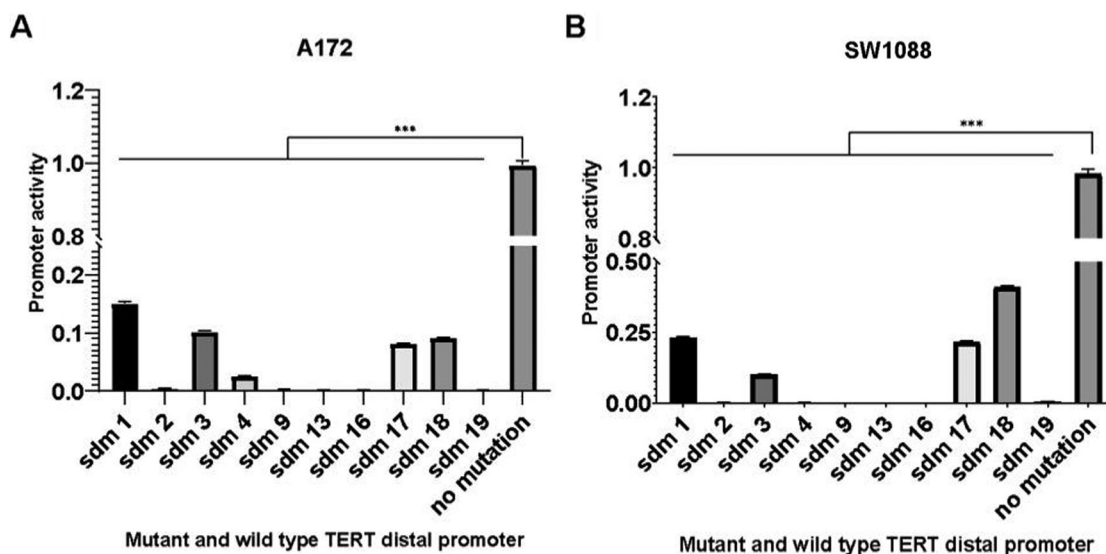 A
A172
Promoter activity
1.2
1.0
0.8
0.2
0.1
0.0
***
sdm 1
sdm 2
sdm 3
sdm 4
sdm 9
sdm 13
sdm 16
sdm 17
sdm 18
sdm 19
no mutation
Mutant and wild type TERT distal promoter
B
SW1088
Promoter activity
1.2
1.0
0.8
0.50
0.25
0.00
***
sdm 1
sdm 2
sdm 3
sdm 4
sdm 9
sdm 13
sdm 16
sdm 17
sdm 18
sdm 19
no mutation
Mutant and wild type TERT distal promoter